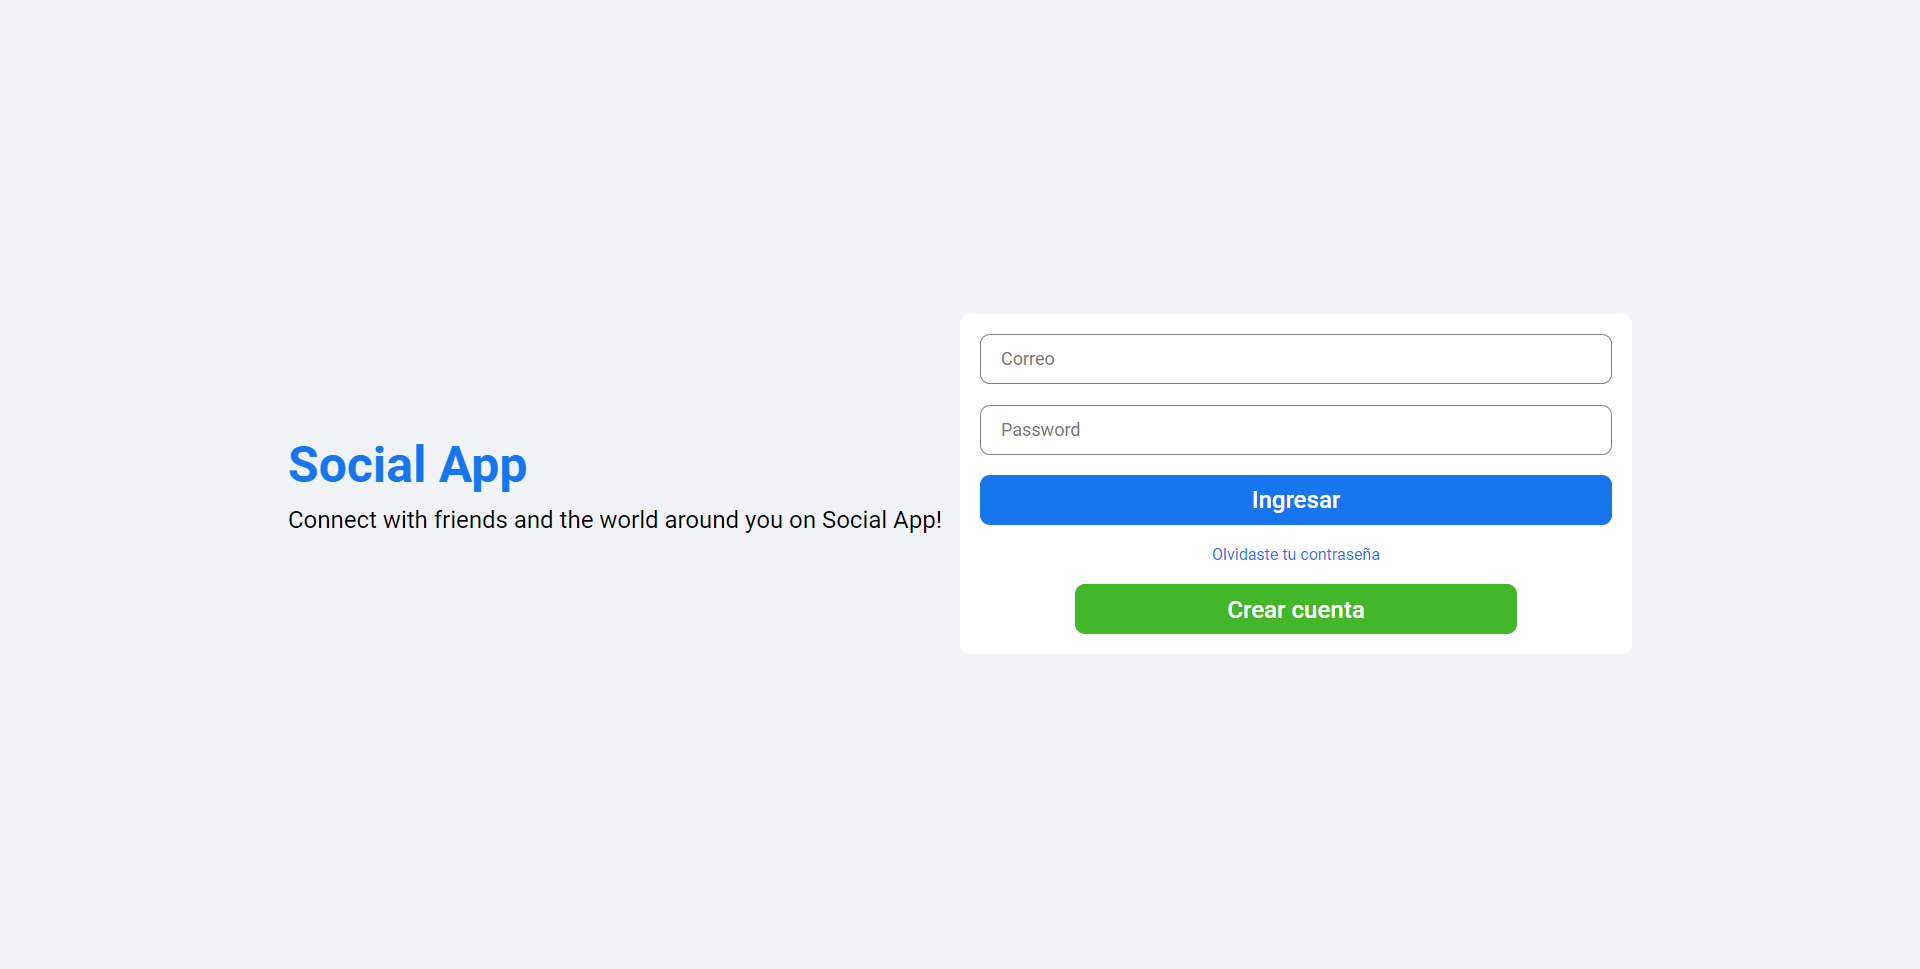 Social App
Connect with friends and the world around you on Social App!
Correo
Password
Ingresar
Olvidaste tu contraseña
Crear cuenta